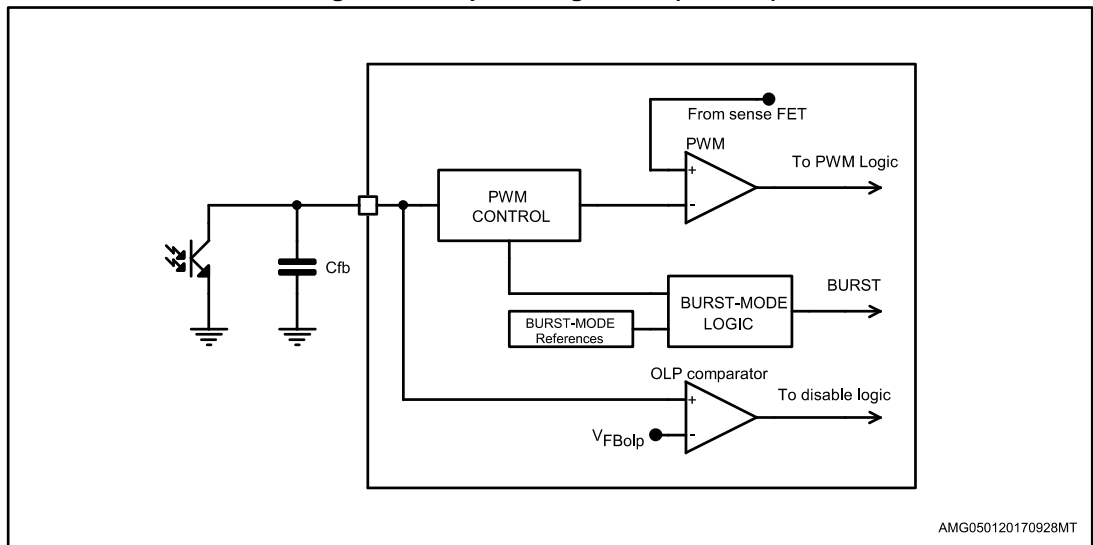 From sense FET
PWM
To PWM Logic
+
-
PWM
CONTROL
Cfb
BURST
BURST-MODE
LOGIC
BURST-MODE
References
OLP comparator
To disable logic
+
-
VFBolp
AMG050120170928MT